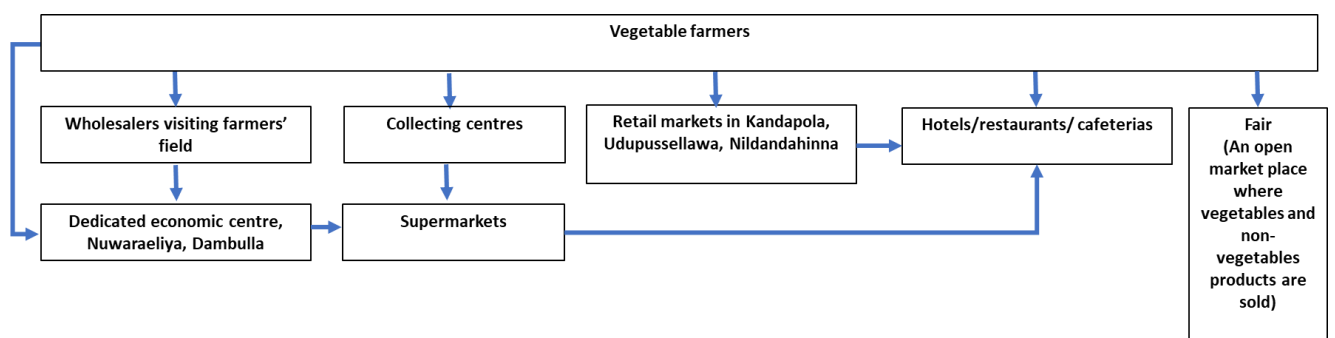 Vegetable farmers
Wholesalers visiting farmers'
field
Collecting centres
Retail markets in Kandapola,
Udupussellawa, Nildandahinna
Hotels/restaurants/ cafeterias
Fair
(An open
market place
where
vegetables and
non-
vegetables
products are
sold)
Dedicated economic centre,
Nuwaraeliya, Dambulla
Supermarkets